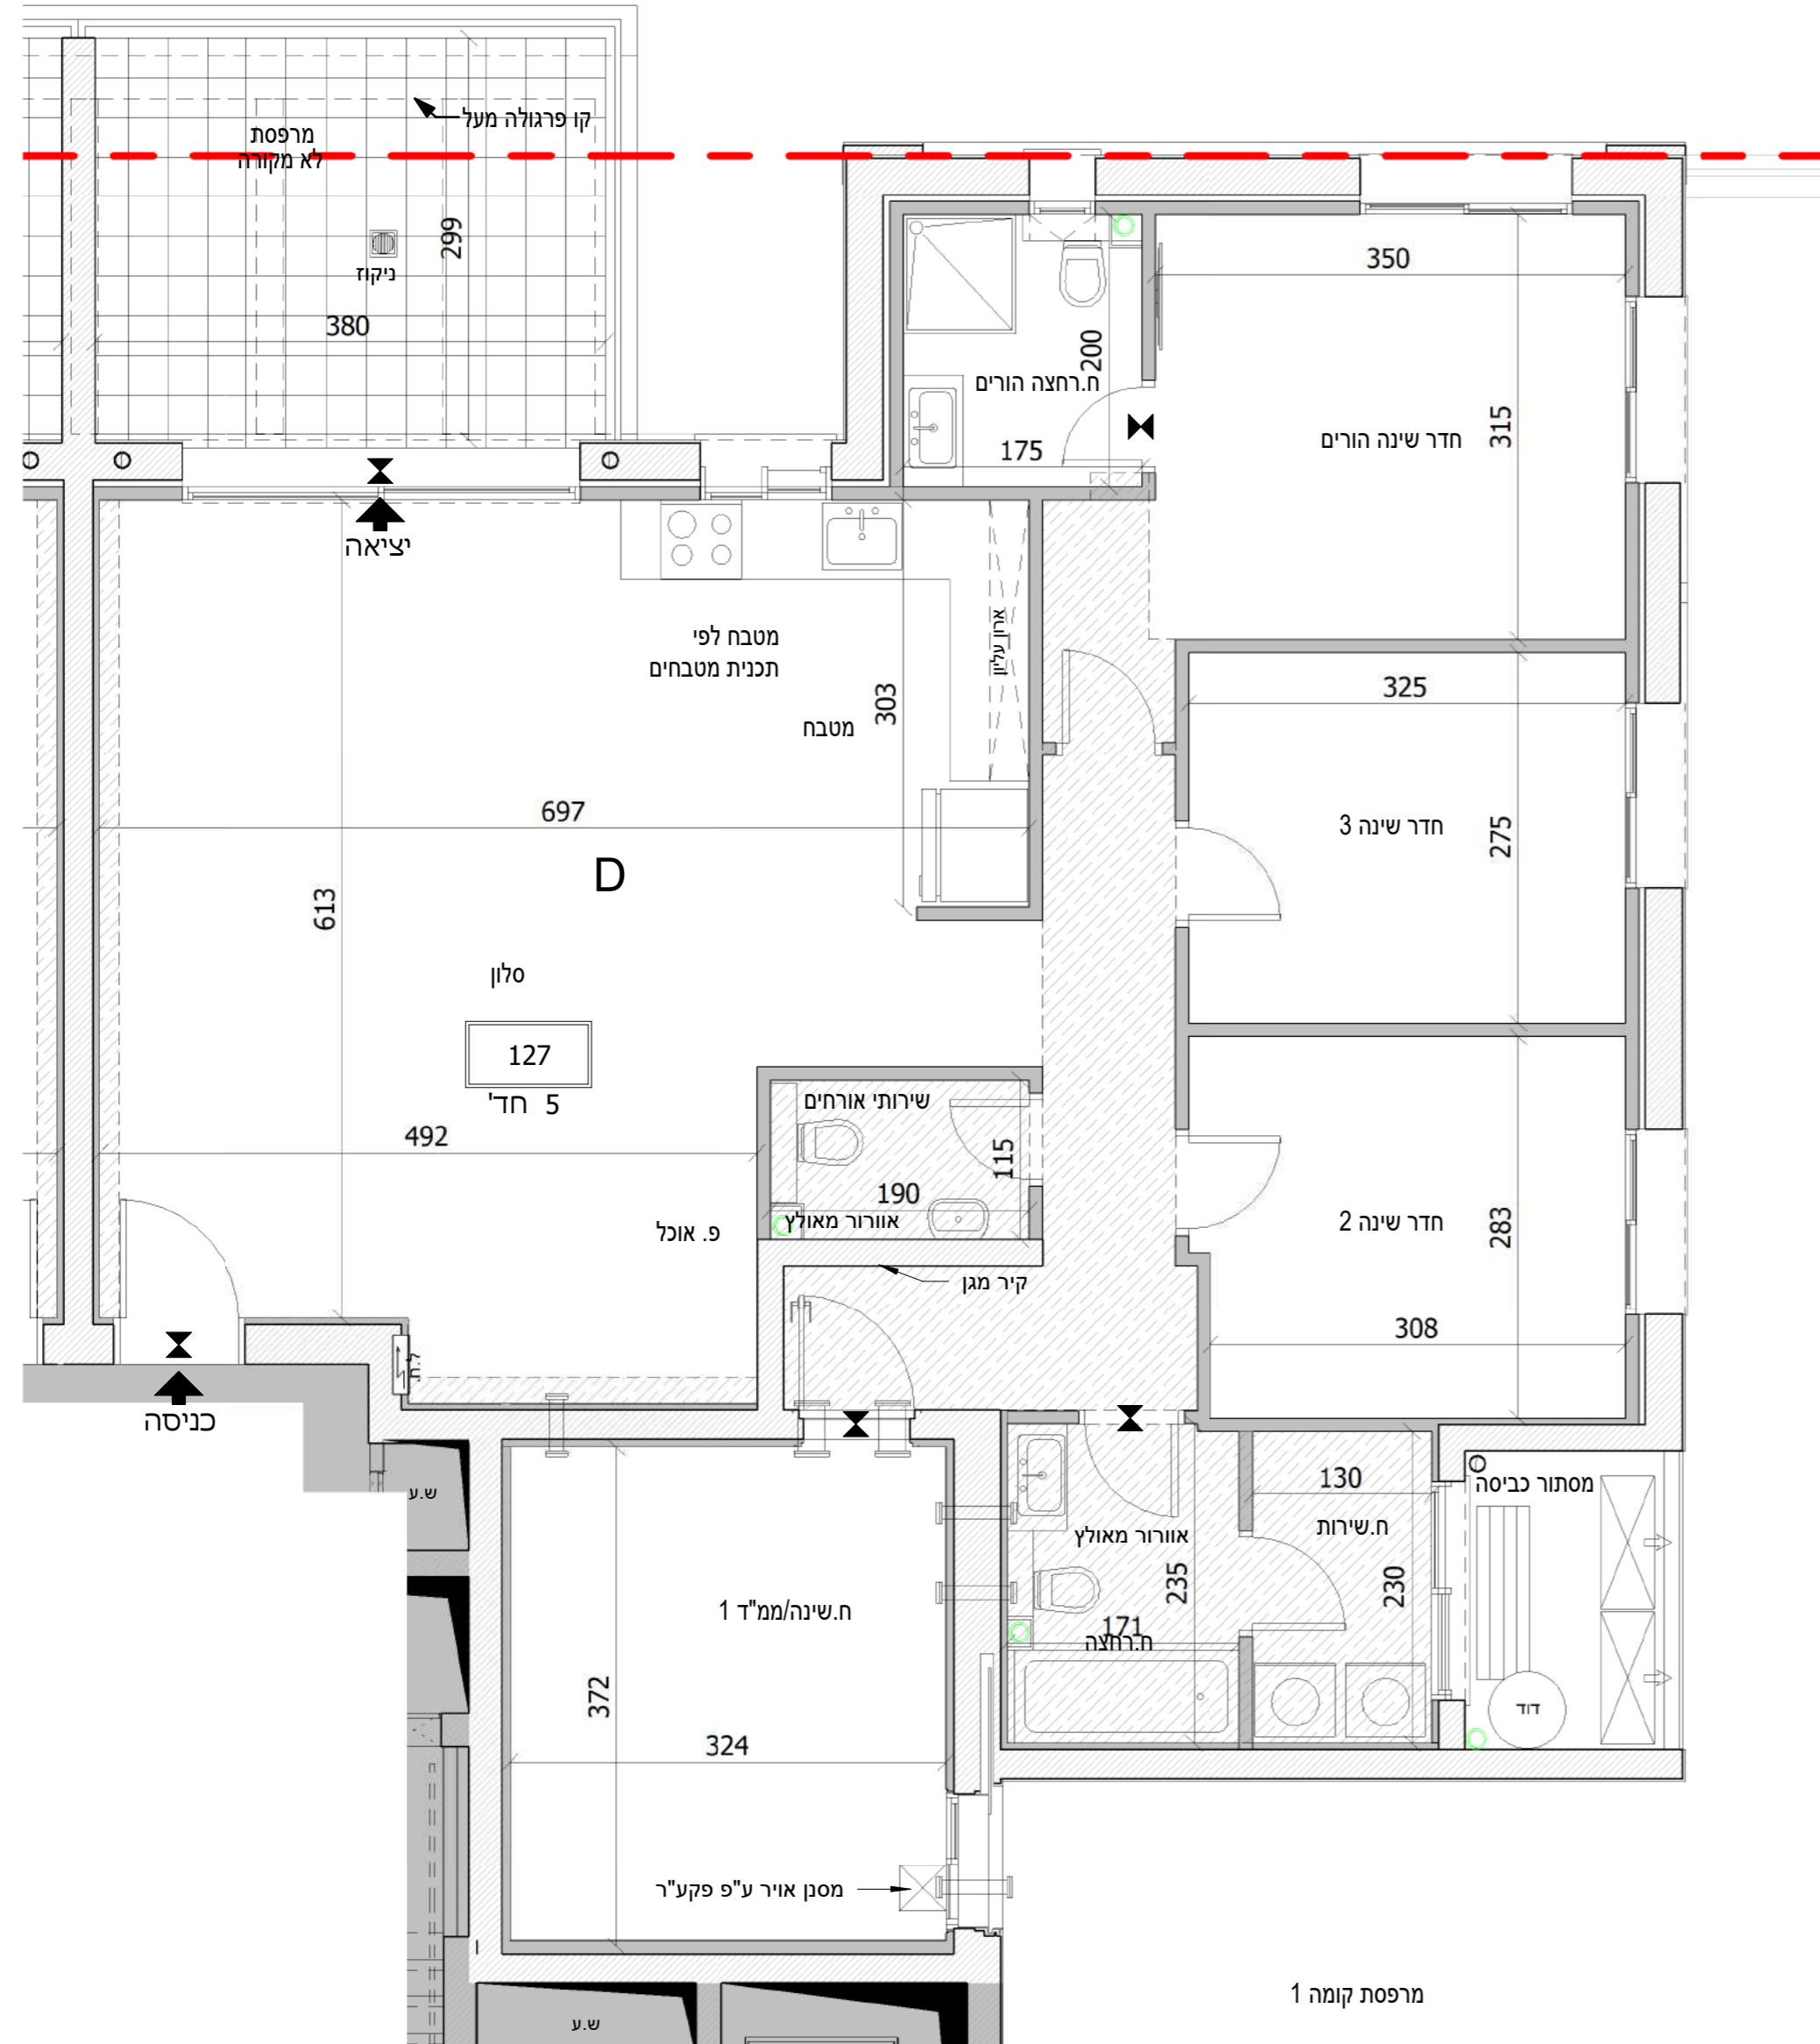 קו פרגולה מעל
מרפסת
לא מקורה
299
ניקוז
380
יציאה
350
200
ח.רחצה הורים
175
חדר שינה הורים
315
מטבח לפי
תכנית מטבחים
ארון עליון
303
מטבח
325
697
D
חדר שינה 3
275
613
סלון
127
5 חד'
492
שירותי אורחים
115
190
אוורור מאולץ
פ. אוכל
קיר מגן
חדר שינה 2
283
308
ל.ח.
כניסה
ש.ע
130
מסתור כביסה
ח.שירות
אוורור מאולץ
235
230
171
ח.רחצה
ח.שינה/ממ"ד 1
372
324
דוד
מסנן אויר ע"פ פקע"ר
מרפסת קומה 1
ש.ע